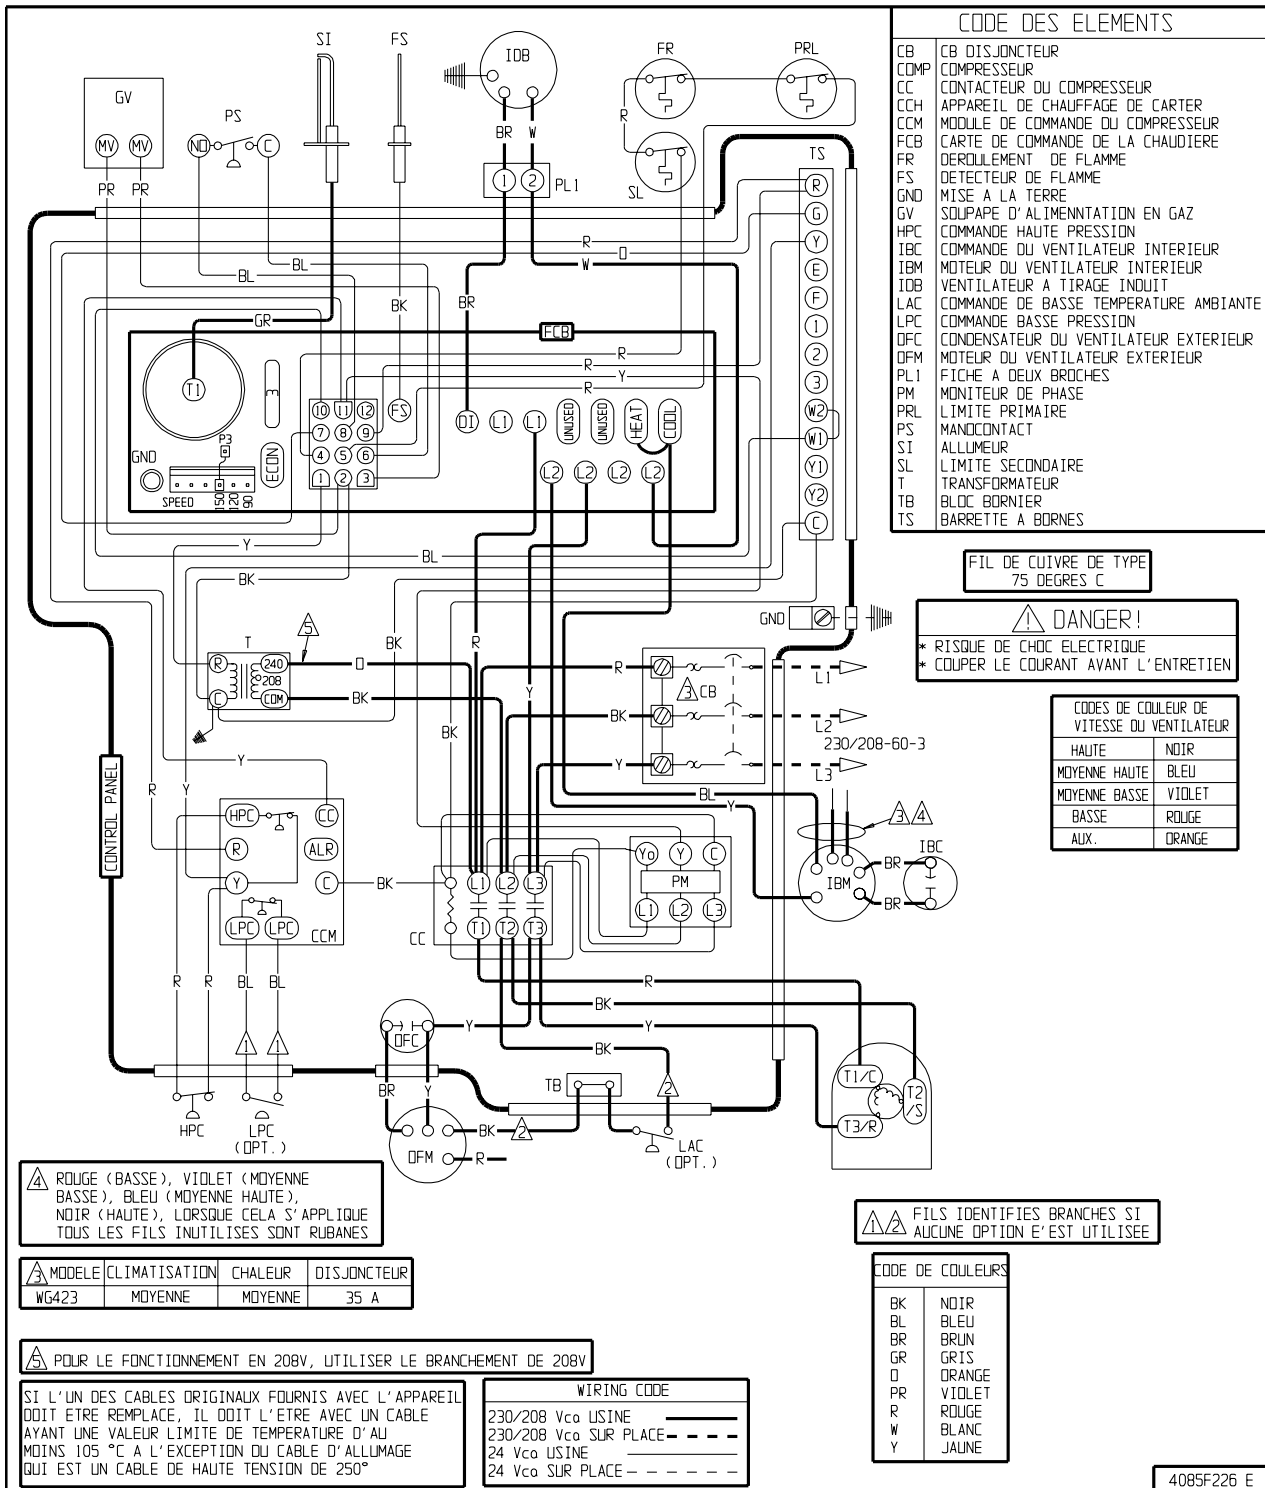 CODE DES ELEMENTS
CB CB DISJONCTEUR
COMP COMPRESSEUR
CC CONTACTEUR DU COMPRESSEUR
CCH APPAREIL DE CHAUFFAGE DE CARTER
CCM MODULE DE COMMANDE DU COMPRESSEUR
FCB CARTE DE COMMANDE DE LA CHAUDIERE
FR DEROULEMENT DE FLAMME
FS DETECTEUR DE FLAMME
GND MISE A LA TERRE
GV SOUPAPE D'ALIMENNTATION EN GAZ
HPC COMMANDE HAUTE PRESSION
IBC COMMANDE DU VENTILATEUR INTERIEUR
IBM MOTEUR DU VENTILATEUR INTERIEUR
IDB VENTILATEUR A TIRAGE INDUIT
LAC COMMANDE DE BASSE TEMPERATURE AMBIANTE
LPC COMMANDE BASSE PRESSION
OFC CONDENSATEUR DU VENTILATEUR EXTERIEUR
OFM MOTEUR DU VENTILATEUR EXTERIEUR
PL1 FICHE A DEUX BROCHES
PM MONITEUR DE PHASE
PRL LIMITE PRIMAIRE
PS MANOCONTACT
SI ALLUMEUR
SL LIMITE SECONDAIRE
T TRANSFORMATEUR
TB BLOC BORNIER
TS BARRETTE A BORNES
FIL DE CUIVRE DE TYPE
75 DEGRES C
! DANGER!
* RISQUE DE CHOC ELECTRIQUE
* COUPER LE COURANT AVANT L'ENTRETIEN
CODES DE COULEUR DE
VITESSE DU VENTILATEUR
HAUTE NOIR
MOYENNE HAUTE BLEU
MOYENNE BASSE VIOLET
BASSE ROUGE
AUX. ORANGE
SI FS IDB FR PRL
GV
PS
MV MV NO C
PR PR
BR W
1 2 PL1
R
SL
TS
R
G
Y
E
F
1
2
3
W2
W1
Y1
Y2
C
R
O
W
BL
BL
BR
BK
GR
FCB
R
R
Y
R
T1
3
10 11 12
7 8 9
4 5 6
1 2 3
FS
DI L1 L1 UNUSED UNUSED HEAT COOL
L2 L2 L2 L2
P3
GND
ECON
SPEED
150 120 90
Y
BL
BK
GND
5
T
R 240
208
C COM
O
BK
BK
R
Y
BK
R
BK
Y
3 CB
L1
L2
230/208-60-3
L3
CONTROL PANEL
R
Y
Y
BL
Y
3 4
HPC CC
R ALR
Y C
LPC LPC
CCM
BK
L1 L2 L3
T1 T2 T3
CC
Yo Y C
PM
L1 L2 L3
IBM
BR
BR
IBC
R R BL BL
1 1
HPC
LPC
(OPT.)
OFC
Y
BR Y
OFM
BK
R
2
TB
R
BK
Y
BK
2
LAC
(OPT.)
T1/C
T2
/S
T3/R
4 ROUGE (BASSE), VIOLET (MOYENNE
BASSE), BLEU (MOYENNE HAUTE),
NOIR (HAUTE), LORSQUE CELA S'APPLIQUE
TOUS LES FILS INUTILISES SONT RUBANES
1 2 FILS IDENTIFIES BRANCHES SI
AUCUNE OPTION E'EST UTILISEE
3 MODELE CLIMATISATION CHALEUR DISJONCTEUR
WG423 MOYENNE MOYENNE 35 A
5 POUR LE FONCTIONNEMENT EN 208V, UTILISER LE BRANCHEMENT DE 208V
SI L'UN DES CABLES ORIGINAUX FOURNIS AVEC L'APPAREIL
DOIT ETRE REMPLACE, IL DOIT L'ETRE AVEC UN CABLE
AYANT UNE VALEUR LIMITE DE TEMPERATURE D'AU
MOINS 105 °C A L'EXCEPTION DU CABLE D'ALLUMAGE
QUI EST UN CABLE DE HAUTE TENSION DE 250°
WIRING CODE
230/208 Vca USINE
230/208 Vca SUR PLACE
24 Vca USINE
24 Vca SUR PLACE
CODE DE COULEURS
BK NOIR
BL BLEU
BR BRUN
GR GRIS
O ORANGE
PR VIOLET
R ROUGE
W BLANC
Y JAUNE
4085F226 E